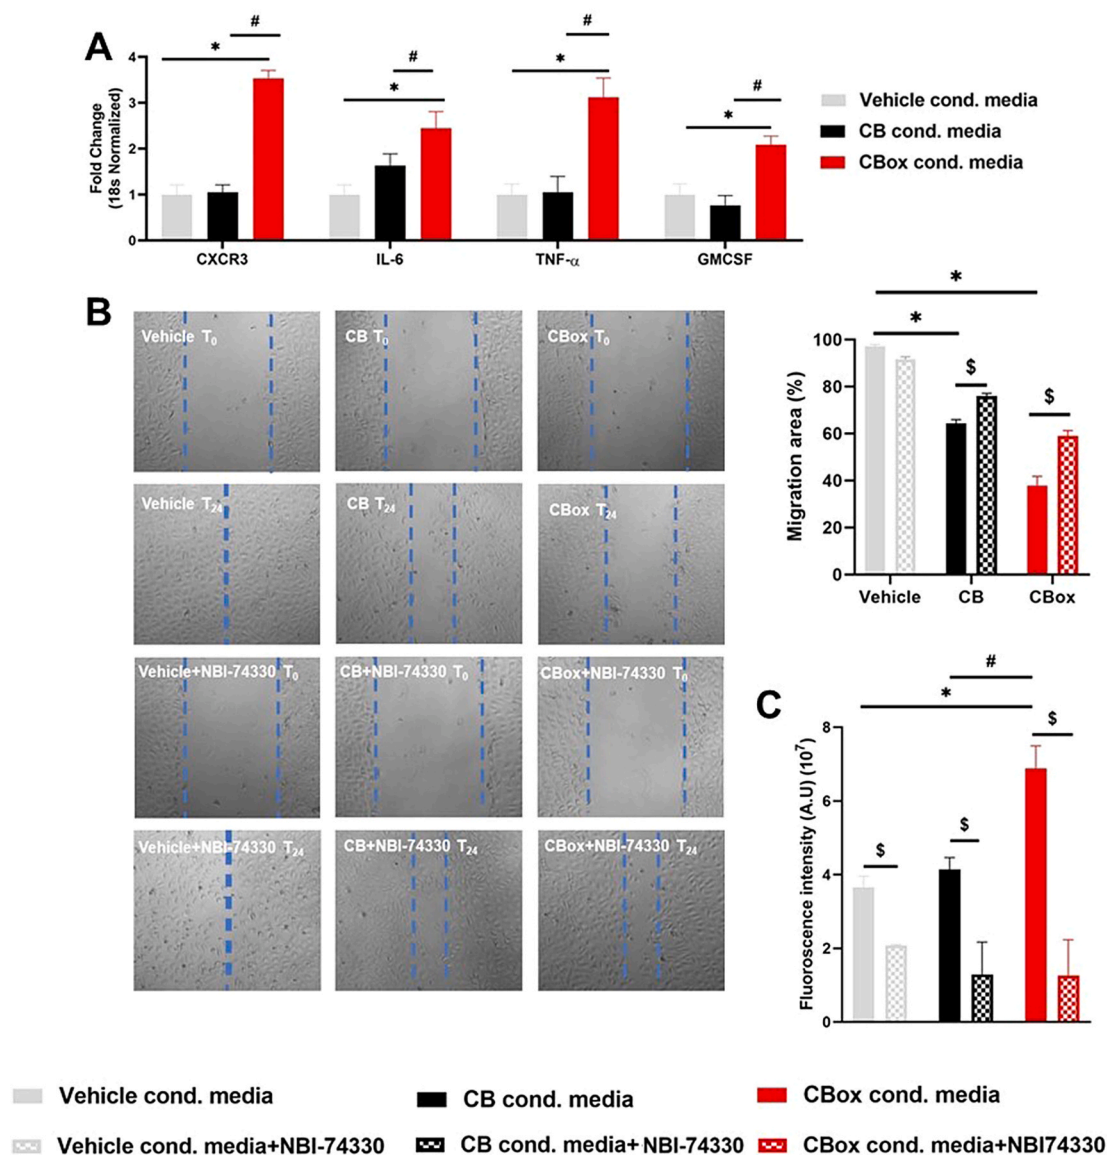 A
#
*
#
*
#
*
#
*
4
3
2
1
0
Fold Change
(18s Normalized)
CXCR3
IL-6
TNF-α
GMCSF
Vehicle cond. media
CB cond. media
CBox cond. media
B
Vehicle T0
CB T0
CBox T0
Vehicle T24
CB T24
CBox T24
Vehicle+NBI-74330 T0
CB+NBI-74330 T0
CBox+NBI-74330 T0
Vehicle+NBI-74330 T24
CB+NBI-74330 T24
CBox+NBI-74330 T24
*
*
$
$
100
80
60
40
20
0
Migration area (%)
Vehicle
CB
CBox
C
#
*
$
$
$
8
6
4
2
0
Fluoroscence intensity (A.U) (10^7)
Vehicle cond. media
CB cond. media
CBox cond. media
Vehicle cond. media+NBI-74330
CB cond. media+ NBI-74330
CBox cond. media+NBI74330